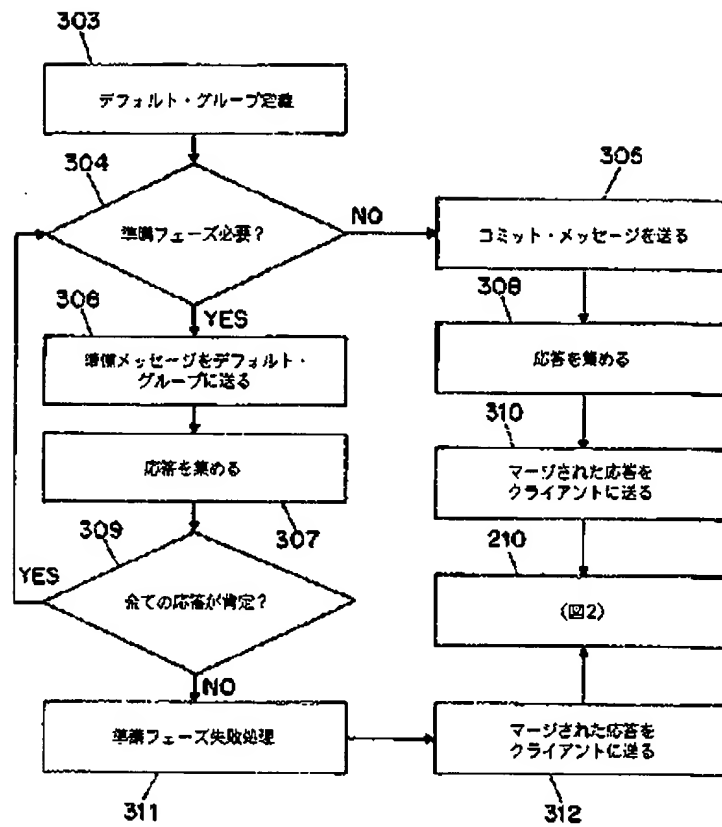 303
デフォルト・グループ定義
304
準備フェーズ必要?
NO
305
コミット・メッセージを送る
YES
306
準備メッセージをデフォルト・
グループに送る
308
応答を集める
応答を集める
307
310
マージされた応答を
クライアントに送る
309
YES
全ての応答が肯定?
210
(図2)
NO
準備フェーズ失敗処理
311
マージされた応答を
クライアントに送る
312